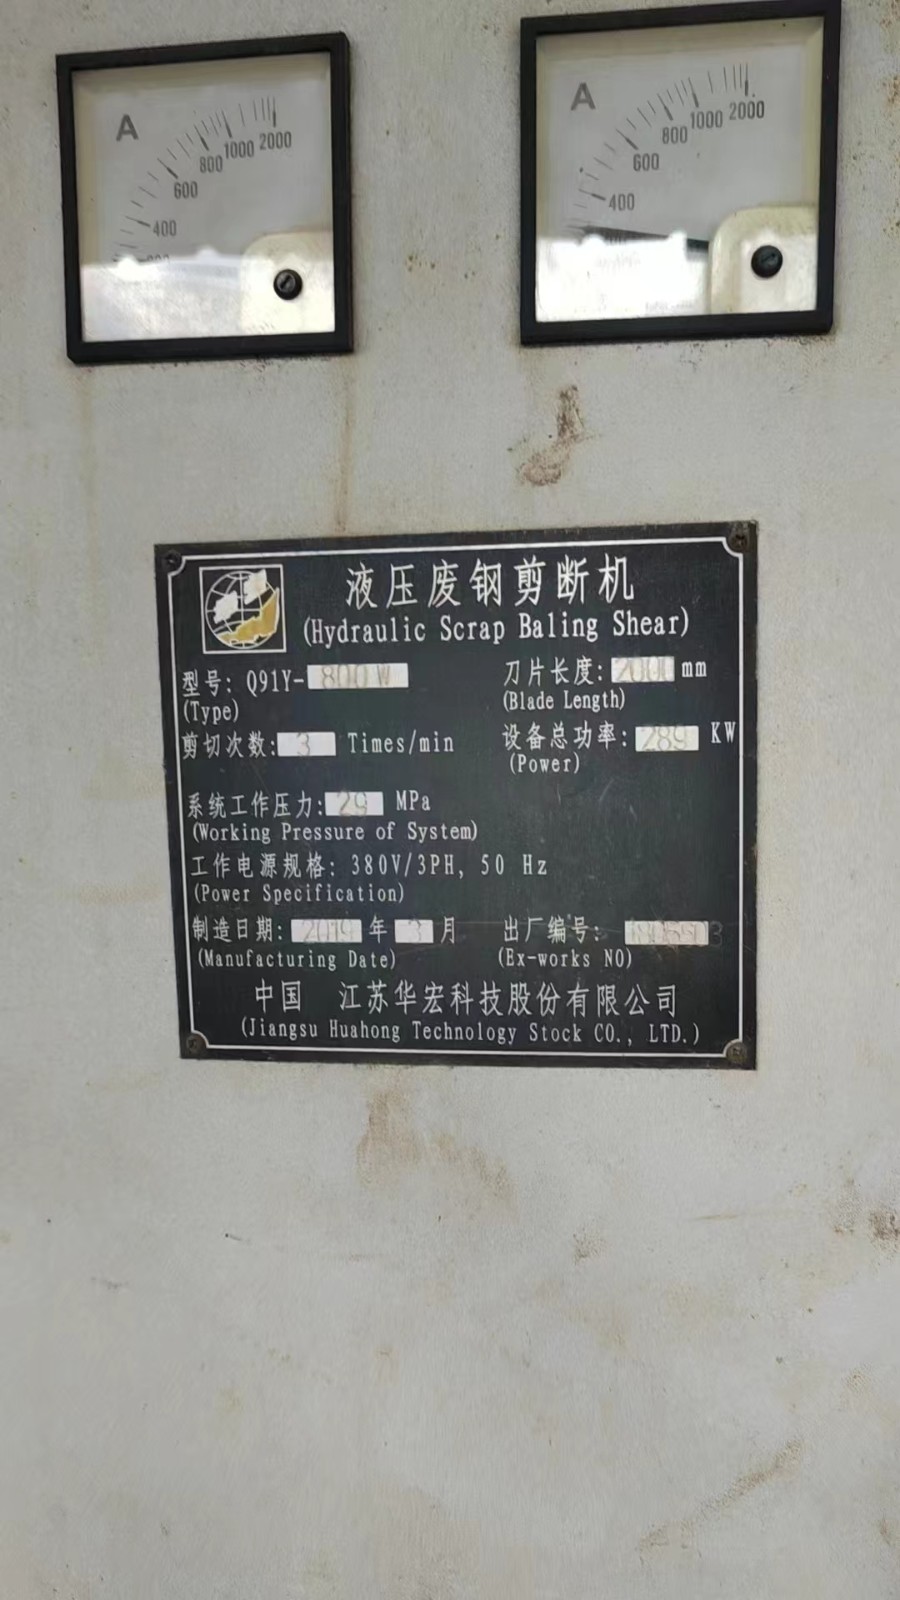 A
400
600
800
1000
2000
A
400
600
800
1000
2000
液压废钢剪断机
(Hydraulic Scrap Baling Shear)
型号: Q91Y-800W
(Type)
刀片长度: 2000 mm
(Blade Length)
剪切次数: 3 Times/min
设备总功率: 289 KW
(Power)
系统工作压力: 29 MPa
(Working Pressure of System)
工作电源规格: 380V/3PH, 50 Hz
(Power Specification)
制造日期: 2019 年 3 月
(Manufacturing Date)
出厂编号:
(Ex-works NO)
中国 江苏华宏科技股份有限公司
(Jiangsu Huahong Technology Stock CO., LTD.)